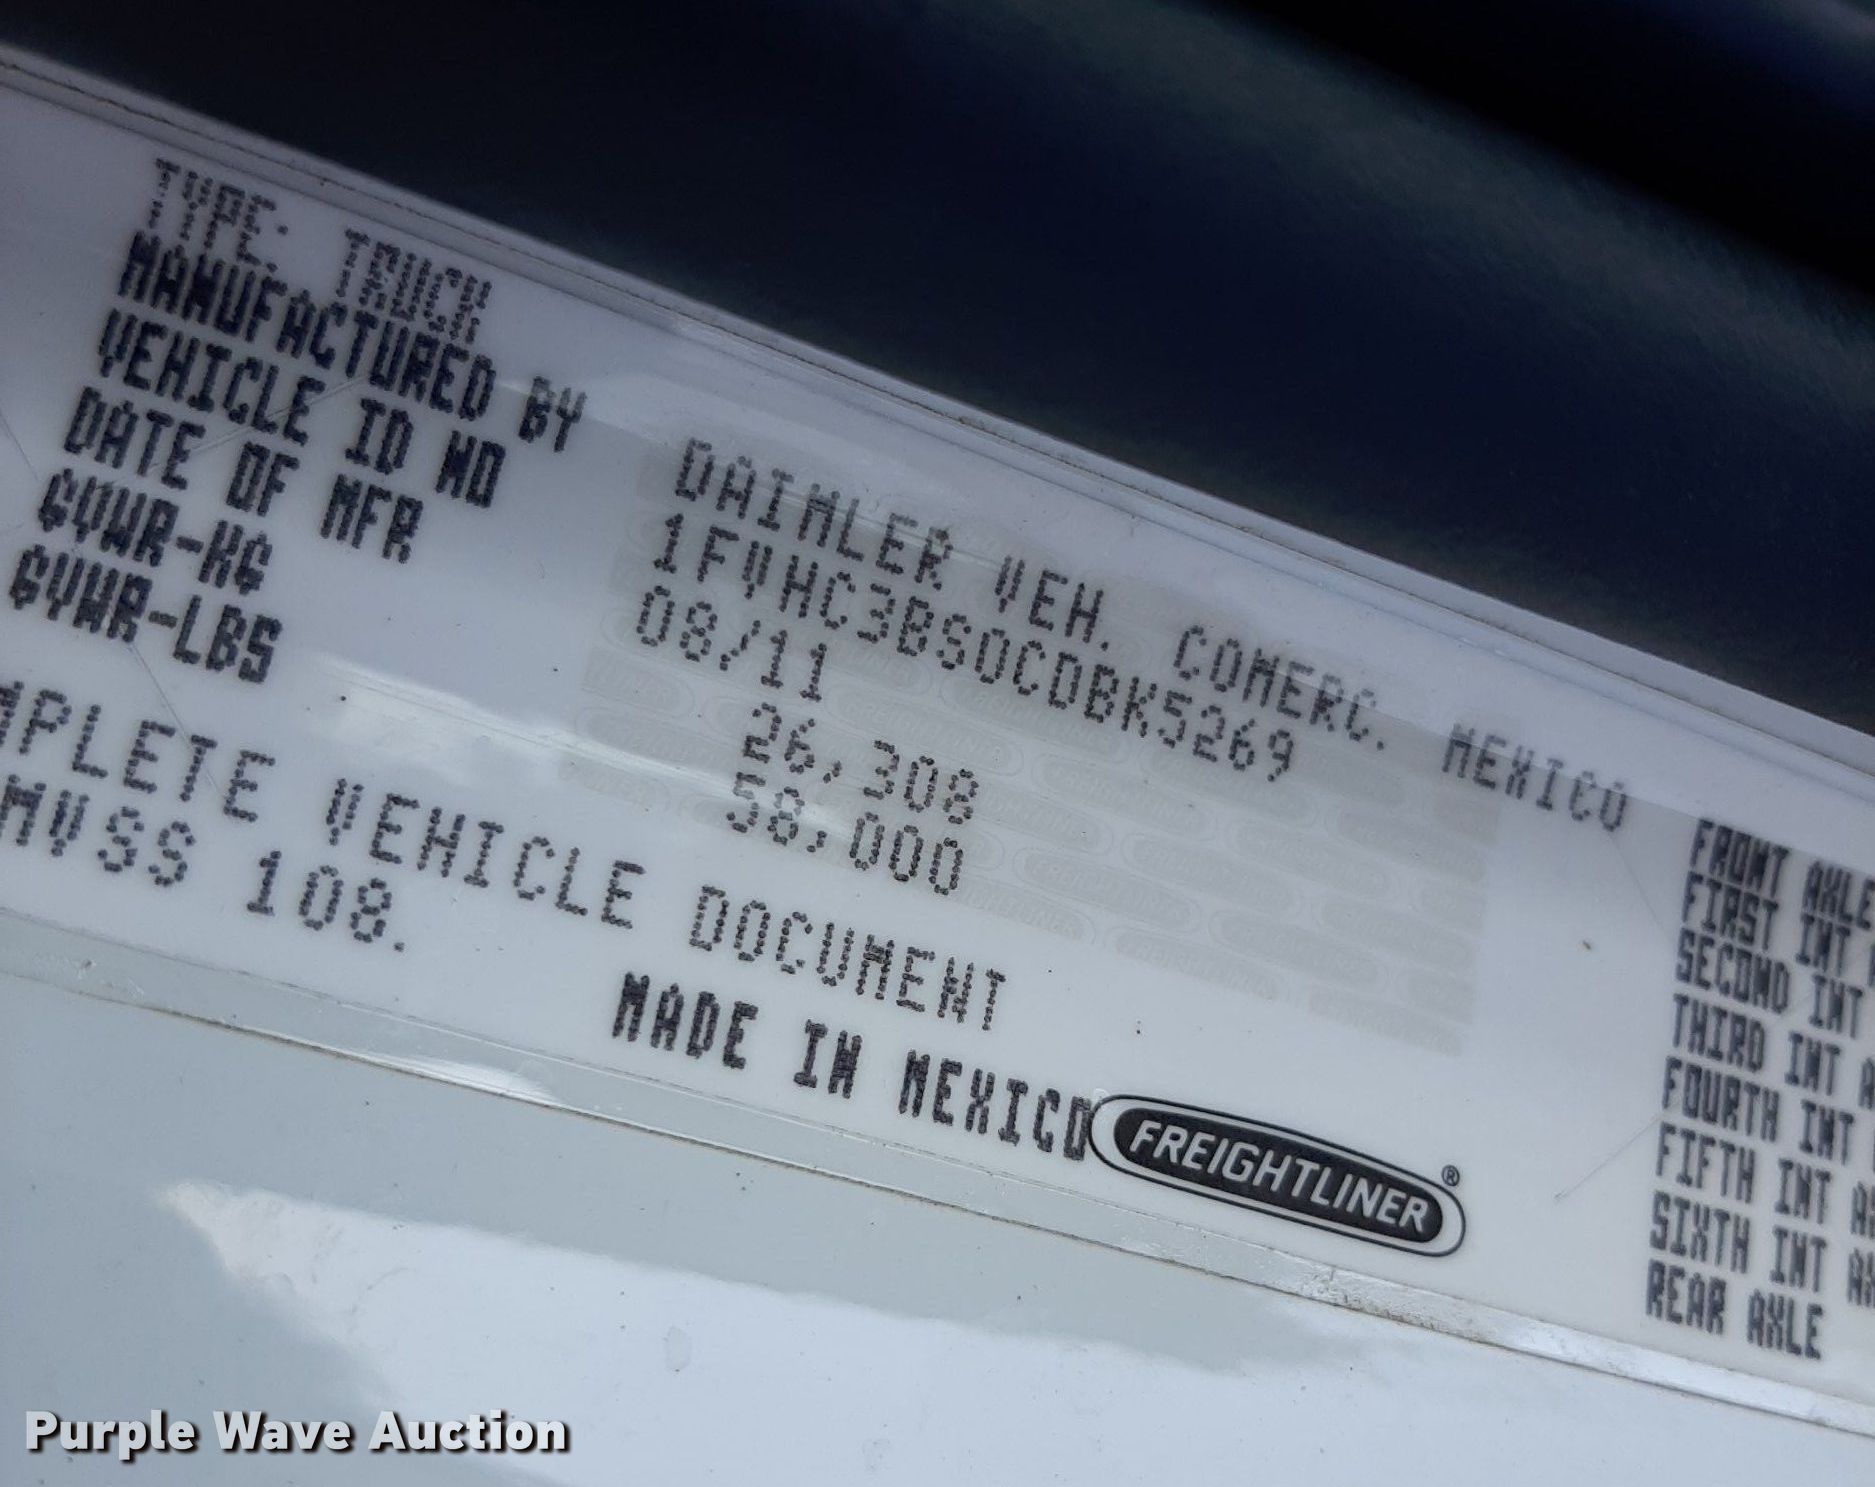 TYPE: TRUCK
MANUFACTURED BY DAIMLER VEH. COMERC. MEXICO
VEHICLE ID NO 1FVHC3BS0CDBK5269
DATE OF MFR 08/11
GVWR-KG 26,308
GVWR-LBS 58,000
MPLETE VEHICLE DOCUMENT
MVSS 108.
MADE IN MEXICO
FREIGHTLINER®
FRONT AXLE
FIRST INT
SECOND INT
THIRD INT A
FOURTH INT
FIFTH INT A
SIXTH INT AX
REAR AXLE
Purple Wave Auction